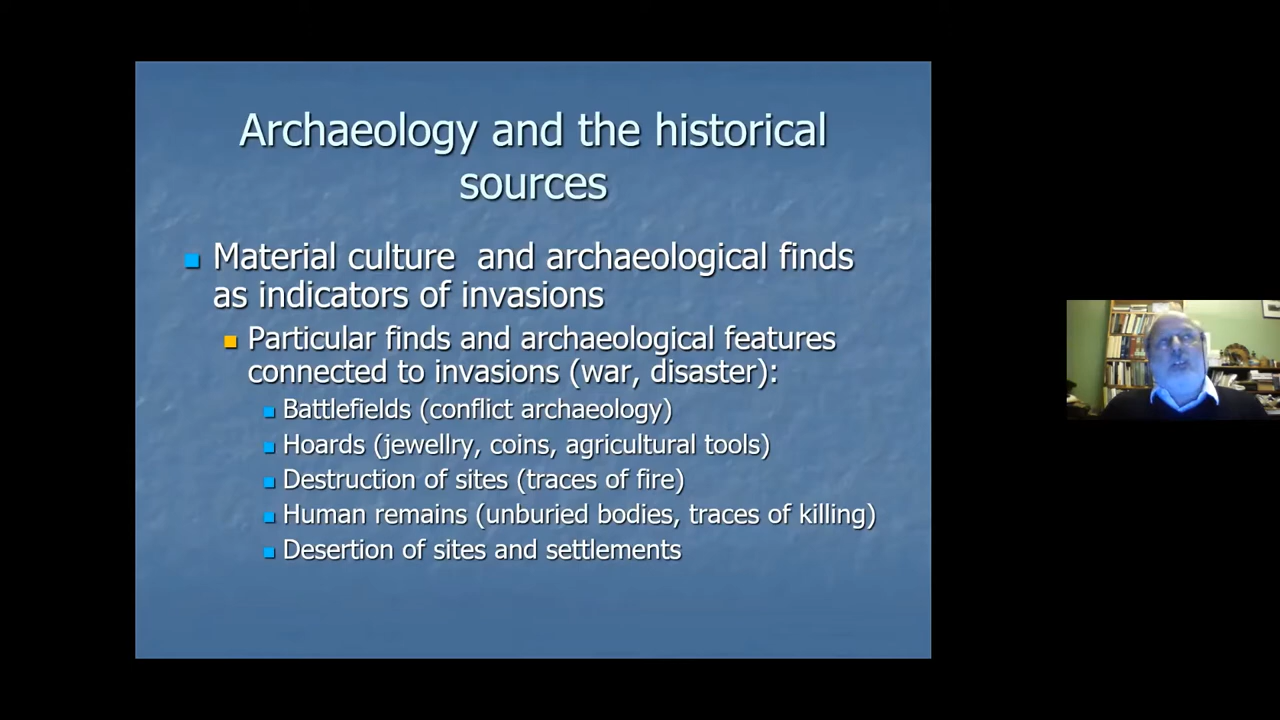 Archaeology and the historical
sources
Material culture  and archaeological finds
as indicators of invasions
Particular finds and archaeological features
connected to invasions (war, disaster):
Battlefields (conflict archaeology)
Hoards (jewellry, coins, agricultural tools)
Destruction of sites (traces of fire)
Human remains (unburied bodies, traces of killing)
Desertion of sites and settlements